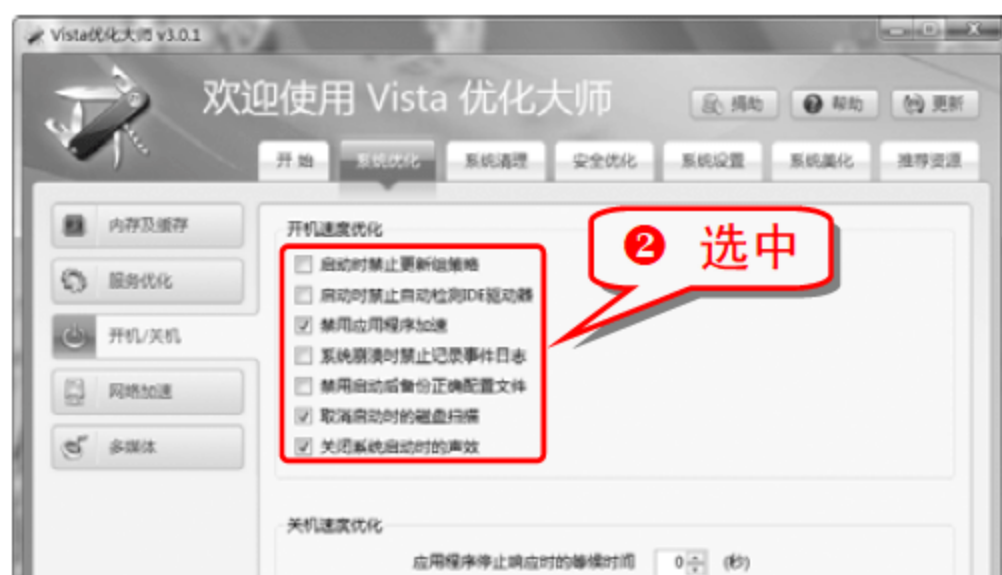 Vista优化大师 v3.0.1
欢迎使用 Vista 优化大师
捐助 帮助 更新
开始 系统优化 系统清理 安全优化 系统设置 系统美化 推荐资源
内存及缓存
服务优化
开机/关机
网络加速
多媒体
开机速度优化
启动时禁止更新组策略
启动时禁止自动检测IDE驱动器
禁用应用程序加速
系统崩溃时禁止记录事件日志
禁用启动后备份正确配置文件
取消启动时的磁盘扫描
关闭系统启动时的声效
❷ 选中
关机速度优化
应用程序停止响应时的等候时间 0 (秒)